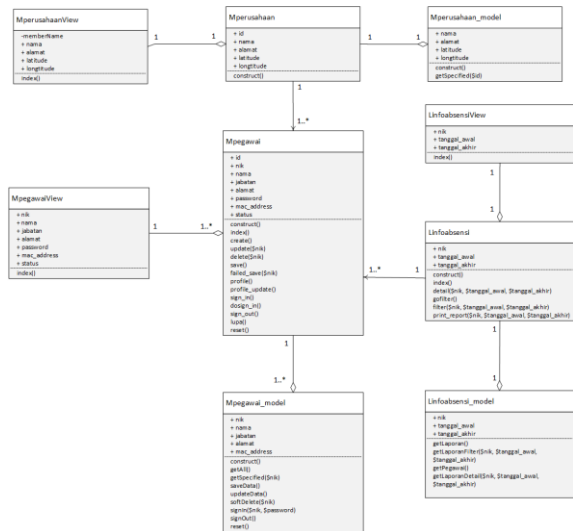 MperusahaanView
-memberName
+ nama
+ alamat
+ latitude
+ longtitude
index()
1
1
Mperusahaan
+ id
+ nama
+ alamat
+ latitude
+ longtitude
construct()
1
1
Mperusahaan_model
+ nama
+ alamat
+ latitude
+ longtitude
construct()
getSpecified($id)
1
1..*
Mpegawai
+ id
+ nik
+ nama
+ jabatan
+ alamat
+ password
+ mac_address
+ status
construct()
index()
create()
update($nik)
delete($nik)
save()
failed_save($nik)
profile()
profile_update()
sign_in()
dosign_in()
sign_out()
lupa()
reset()
MpegawaiView
+ nik
+ nama
+ jabatan
+ alamat
+ password
+ mac_address
+ status
index()
1
1..*
LinfoabsensiView
+ nik
+ tanggal_awal
+ tanggal_akhir
index()
1
1
Linfoabsensi
+ nik
+ tanggal_awal
+ tanggal_akhir
construct()
index()
detail($nik, $tanggal_awal, $tanggal_akhir)
gofilter()
filter($nik, $tanggal_awal, $tanggal_akhir)
print_report($nik, $tanggal_awal, $tanggal_akhir)
1..*
1
1
1
Linfoabsensi_model
+ nik
+ tanggal_awal
+ tanggal_akhir
getLaporan()
getLaporanFilter($nik, $tanggal_awal,
$tanggal_akhir)
getPegawai()
getLaporanDetail($nik, $tanggal_awal,
$tanggal_akhir)
1
1..*
Mpegawai_model
+ nik
+ nama
+ jabatan
+ alamat
+ mac_address
construct()
getAll()
getSpecified($nik)
saveData()
updateData()
softDelete($nik)
signIn($nik, $password)
signOut()
reset()